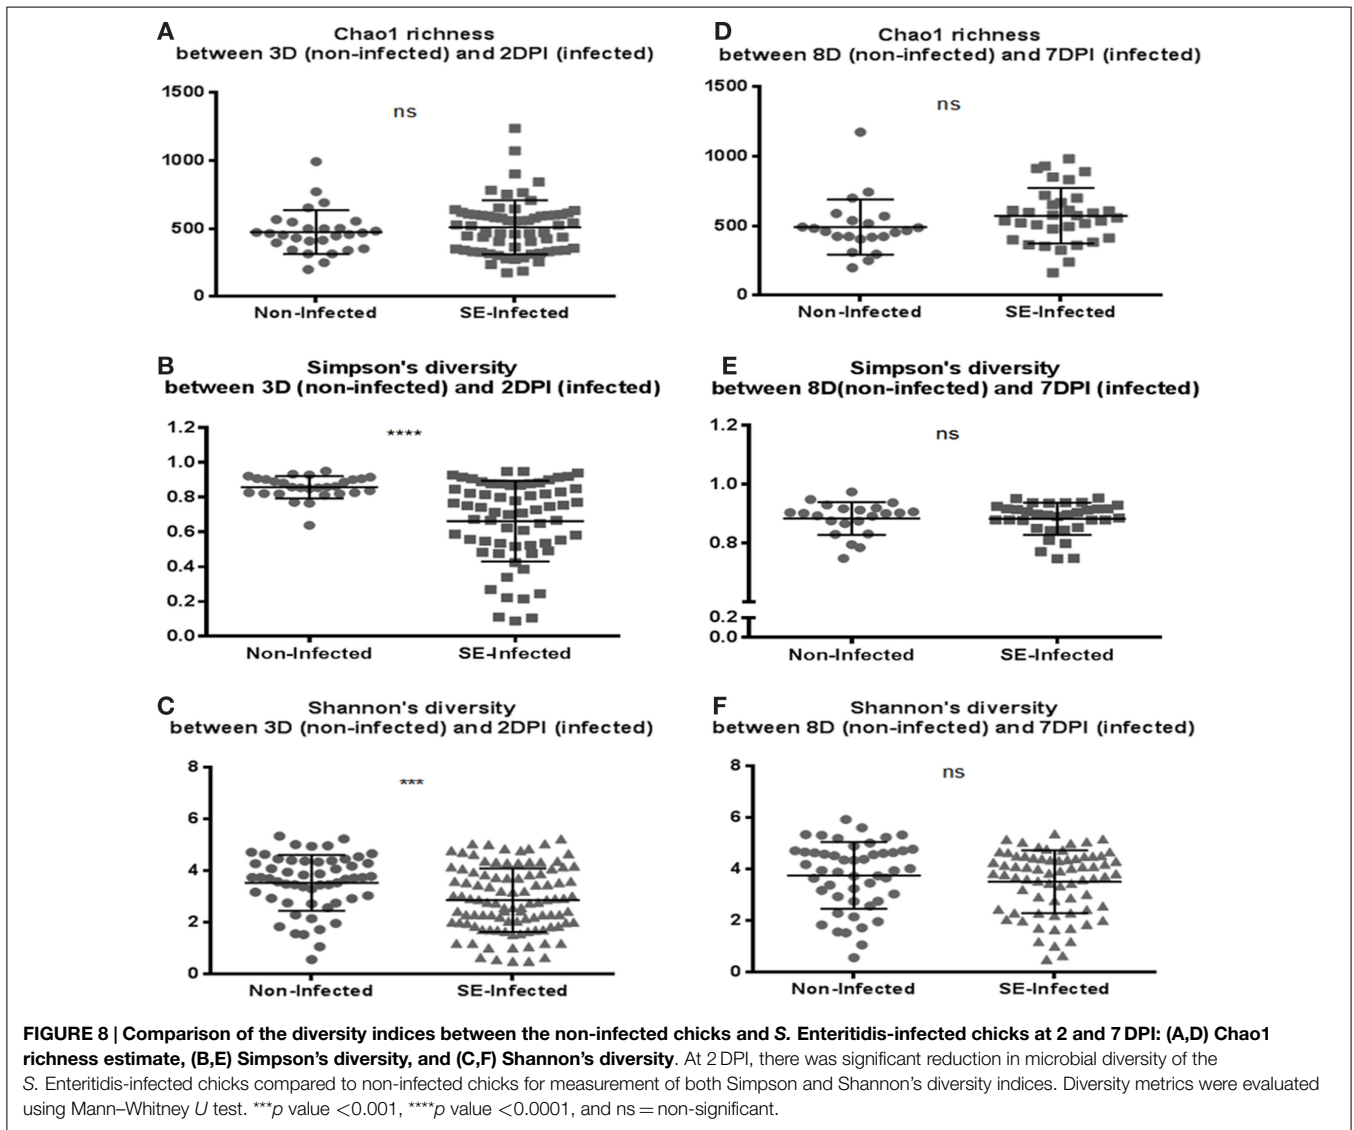 A
Chao1 richness
between 3D (non-infected) and 2DPI (infected)
1500
1000
500
0
ns
Non-Infected
SE-Infected
D
Chao1 richness
between 8D (non-infected) and 7DPI (infected)
1500
1000
500
0
ns
Non-Infected
SE-Infected
B
Simpson's diversity
between 3D (non-infected) and 2DPI (infected)
1.2
1.0
0.8
0.6
0.4
0.2
0.0
****
Non-Infected
SE-Infected
E
Simpson's diversity
between 8D(non-infected) and 7DPI (infected)
1.2
1.0
0.8
0.2
0.0
ns
Non-Infected
SE-Infected
C
Shannon's diversity
between 3D (non-infected) and 2DPI (infected)
8
6
4
2
0
***
Non-Infected
SE-Infected
F
Shannon's diversity
between 8D (non-infected) and 7DPI (infected)
8
6
4
2
0
ns
Non-Infected
SE-Infected
FIGURE 8 | Comparison of the diversity indices between the non-infected chicks and S. Enteritidis-infected chicks at 2 and 7 DPI: (A,D) Chao1
richness estimate, (B,E) Simpson's diversity, and (C,F) Shannon's diversity. At 2 DPI, there was significant reduction in microbial diversity of the
S. Enteritidis-infected chicks compared to non-infected chicks for measurement of both Simpson and Shannon's diversity indices. Diversity metrics were evaluated
using Mann–Whitney U test. ***p value <0.001, ****p value <0.0001, and ns = non-significant.